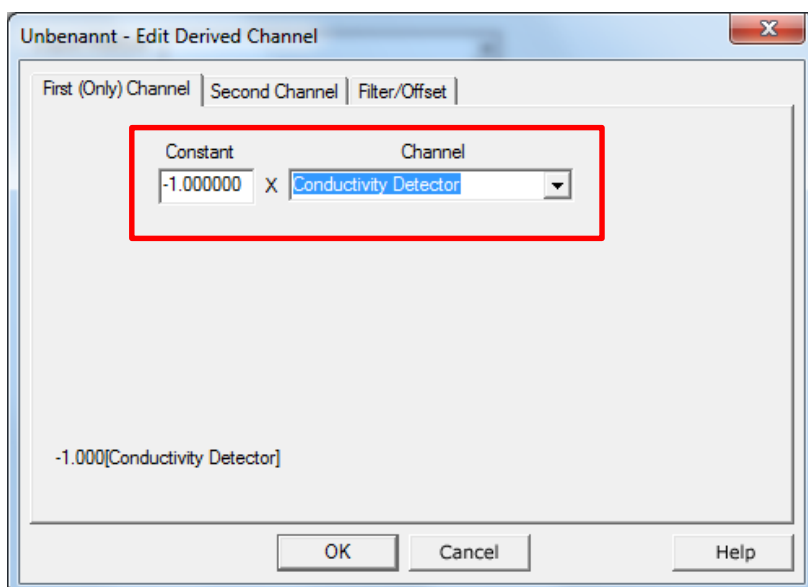 Unbenannt - Edit Derived Channel
First (Only) Channel Second Channel Filter/Offset
Constant Channel
-1.000000 X Conductivity Detector
-1.000[Conductivity Detector]
OK Cancel Help